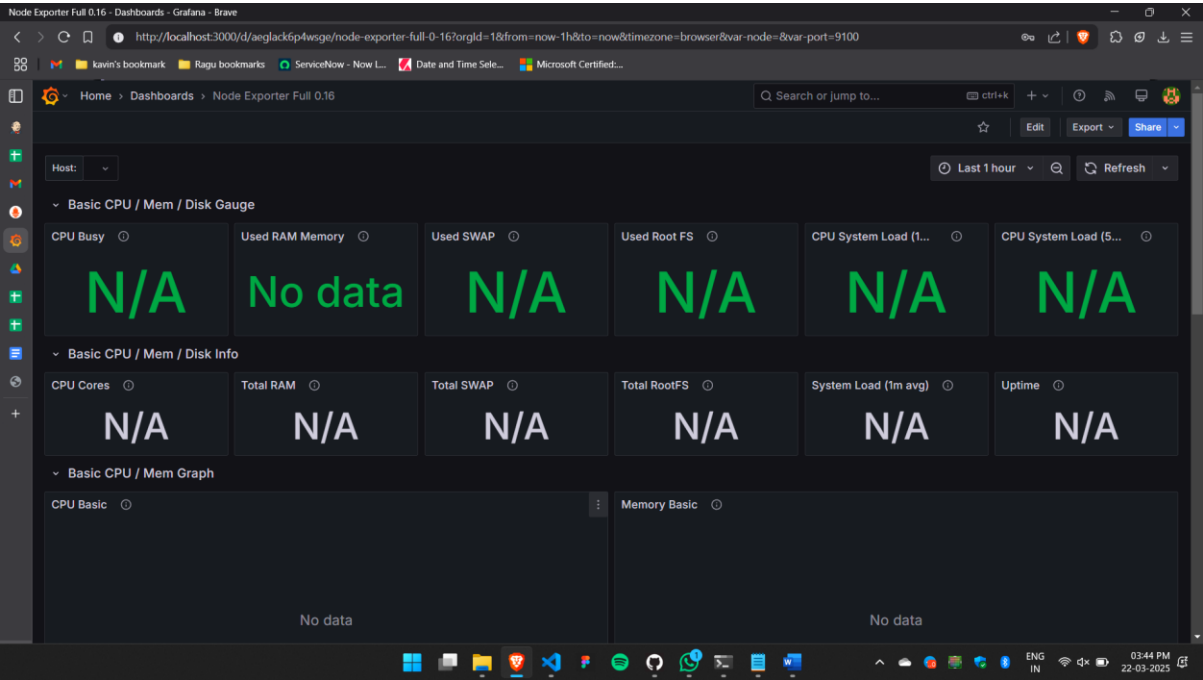 Node Exporter Full 0.16 - Dashboards - Grafana - Brave
http://localhost:3000/d/aeglack6p4wsge/node-exporter-full-0-16?orgId=1&from=now-1h&to=now&timezone=browser&var-node=&var-port=9100
kavin's bookmark Ragu bookmarks ServiceNow - Now L... Date and Time Sele... Microsoft Certified:...
Home › Dashboards › Node Exporter Full 0.16 Search or jump to... ctrl+k
Edit Export Share
Host: Last 1 hour Refresh
Basic CPU / Mem / Disk Gauge
CPU Busy Used RAM Memory Used SWAP Used Root FS CPU System Load (1... CPU System Load (5...
N/A No data N/A N/A N/A N/A
Basic CPU / Mem / Disk Info
CPU Cores Total RAM Total SWAP Total RootFS System Load (1m avg) Uptime
N/A N/A N/A N/A N/A N/A
Basic CPU / Mem Graph
CPU Basic Memory Basic
No data No data
1
ENG 03:44 PM
IN 22-03-2025